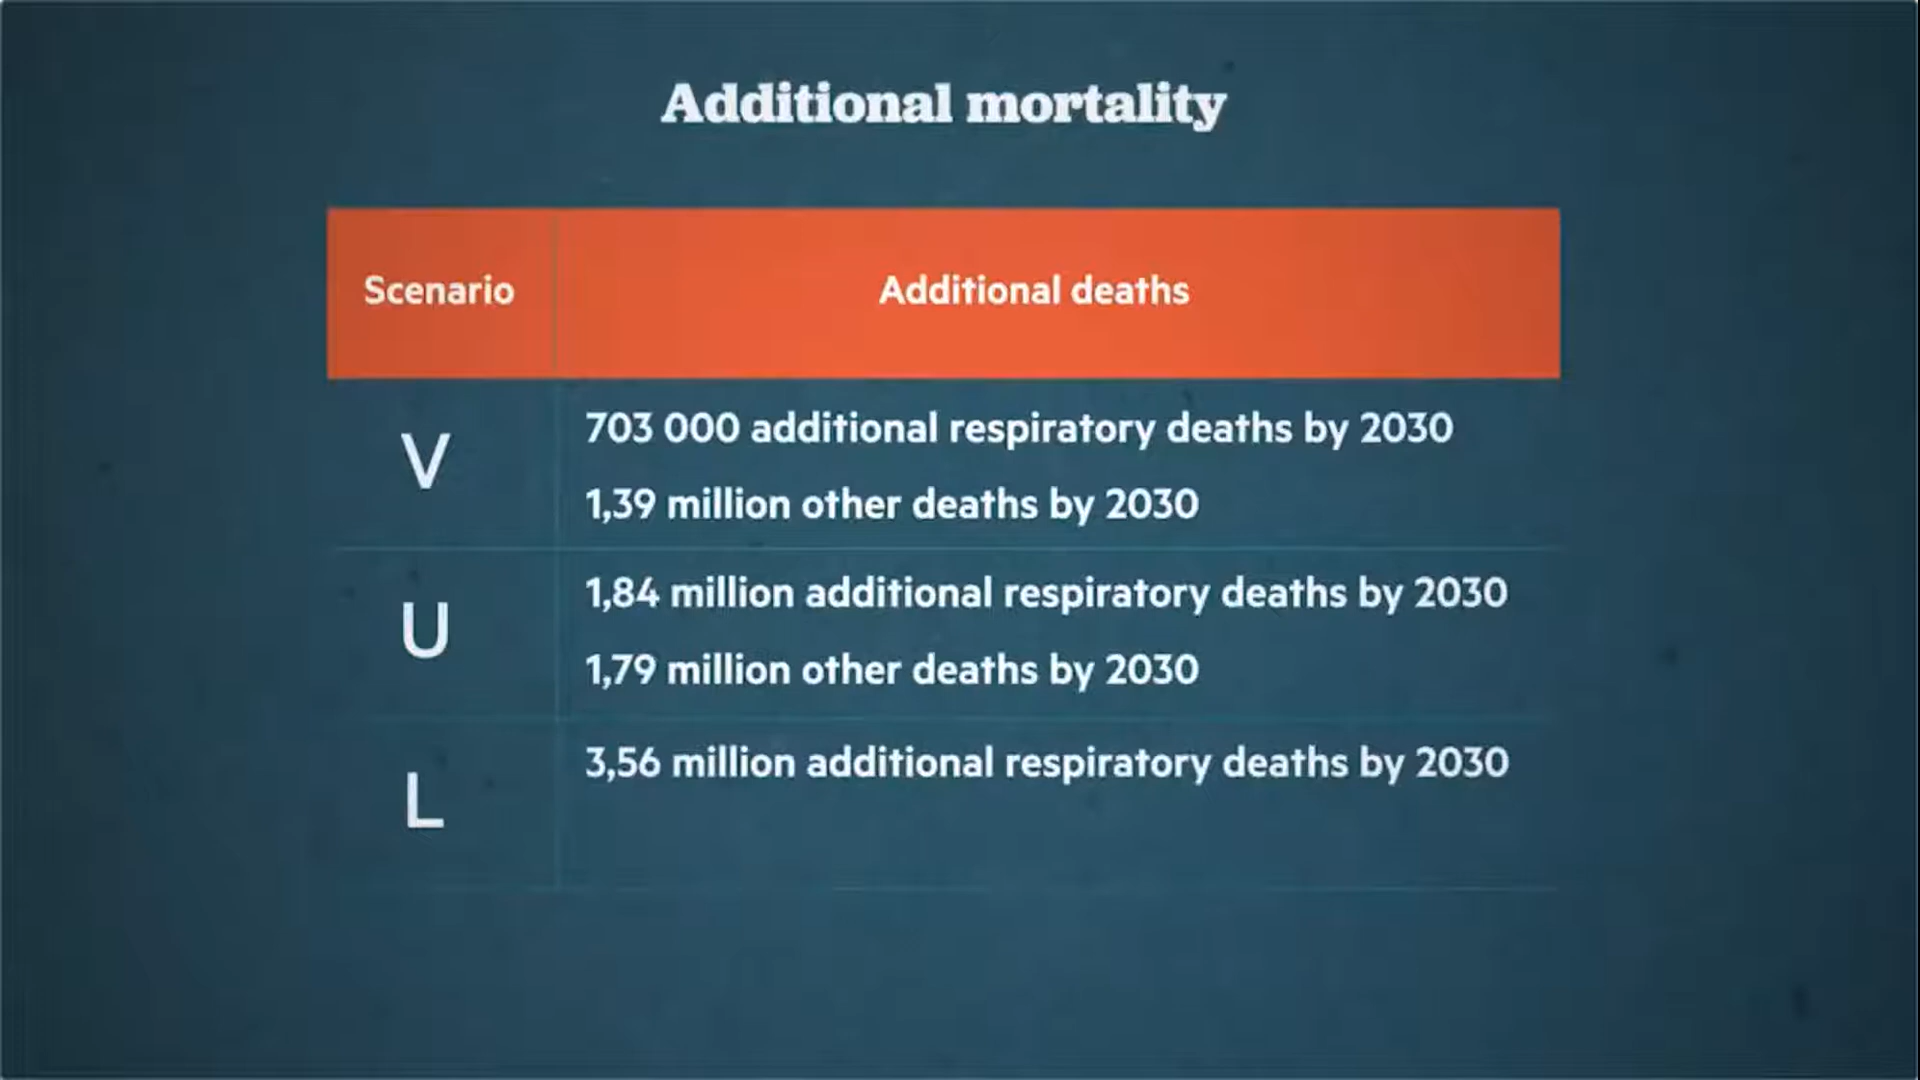 Additional mortality
Scenario
Additional deaths
V
703 000 additional respiratory deaths by 2030
1,39 million other deaths by 2030
U
1,84 million additional respiratory deaths by 2030
1,79 million other deaths by 2030
L
3,56 million additional respiratory deaths by 2030